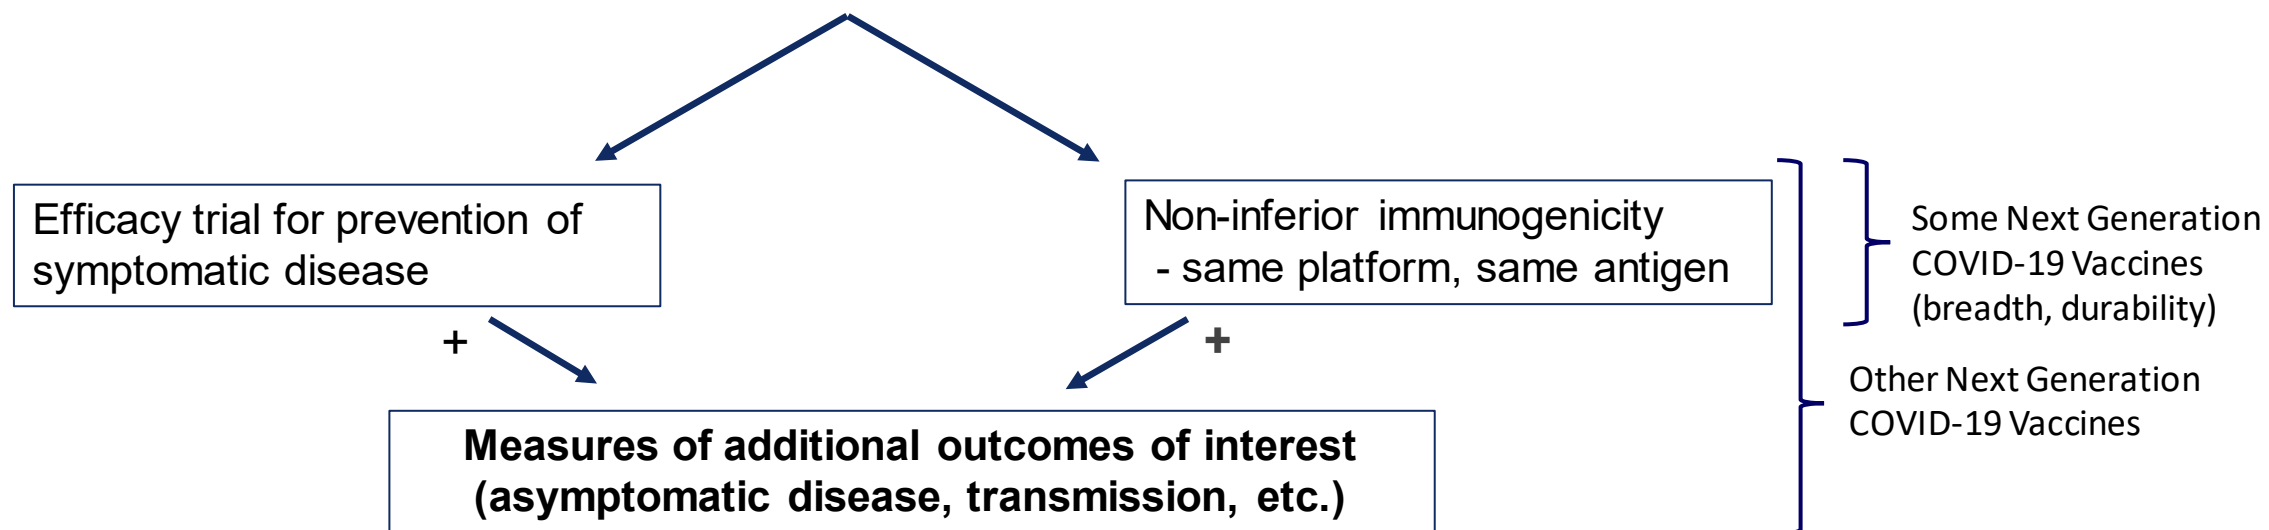 Efficacy trial for prevention of
symptomatic disease
Non-inferior immunogenicity
- same platform, same antigen
Some Next Generation
COVID-19 Vaccines
(breadth, durability)
+
+
Other Next Generation
COVID-19 Vaccines
Measures of additional outcomes of interest
(asymptomatic disease, transmission, etc.)